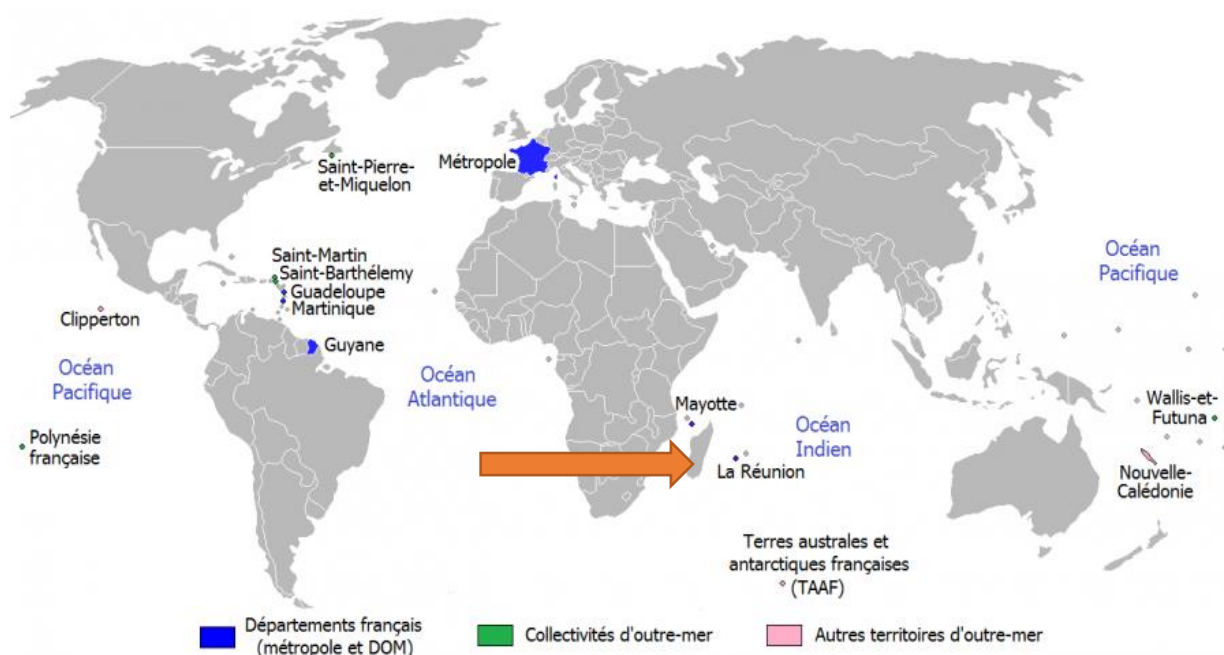 Saint-Pierre-
et-Miquelon
Métropole
Saint-Martin
Saint-Barthélemy
Guadeloupe
Martinique
Clipperton
Guyane
Océan
Pacifique
Océan
Pacifique
Océan
Atlantique
Mayotte
Océan
Indien
Wallis-et-
Futuna
Polynésie
française
La Réunion
Nouvelle-
Calédonie
Terres australes et
antarctiques françaises
(TAAF)
Départements français
(métropole et DOM)
Collectivités d'outre-mer
Autres territoires d'outre-mer